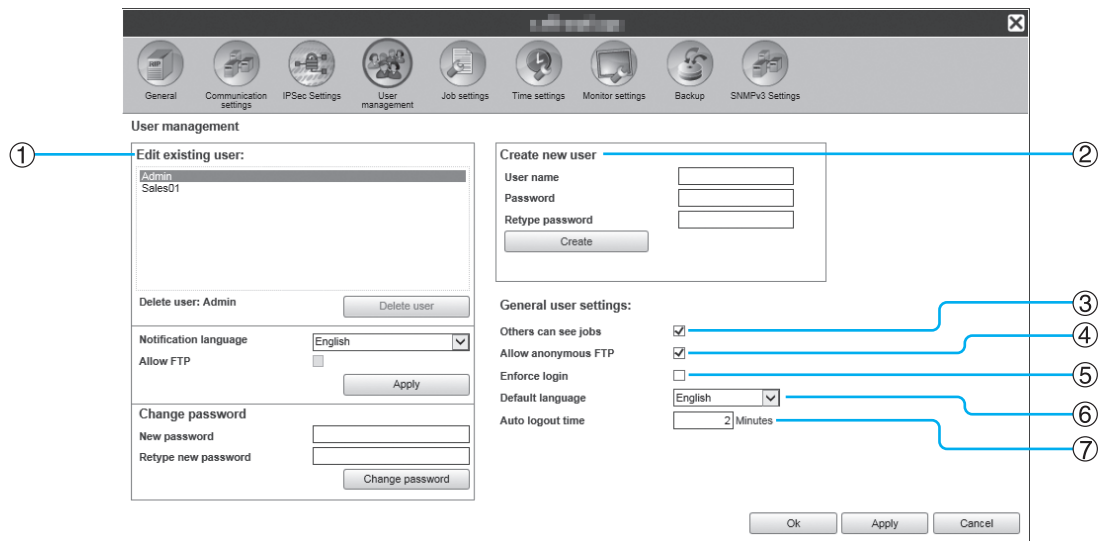 General
Communication settings
IPSec Settings
User management
Job settings
Time settings
Monitor settings
Backup
SNMPv3 Settings
User management
① Edit existing user:
Admin
Sales01
Delete user: Admin
Delete user
Notification language
English
Allow FTP
Apply
Change password
New password
Retype new password
Change password
Create new user ②
User name
Password
Retype password
Create
General user settings:
Others can see jobs ③
Allow anonymous FTP ④
Enforce login ⑤
Default language English ⑥
Auto logout time 2 Minutes ⑦
Ok
Apply
Cancel